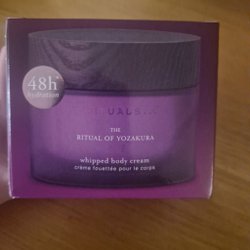 48h
hydration
RITUALS...
THE
RITUAL OF YOZAKURA
whipped body cream
crème fouettée pour le corps